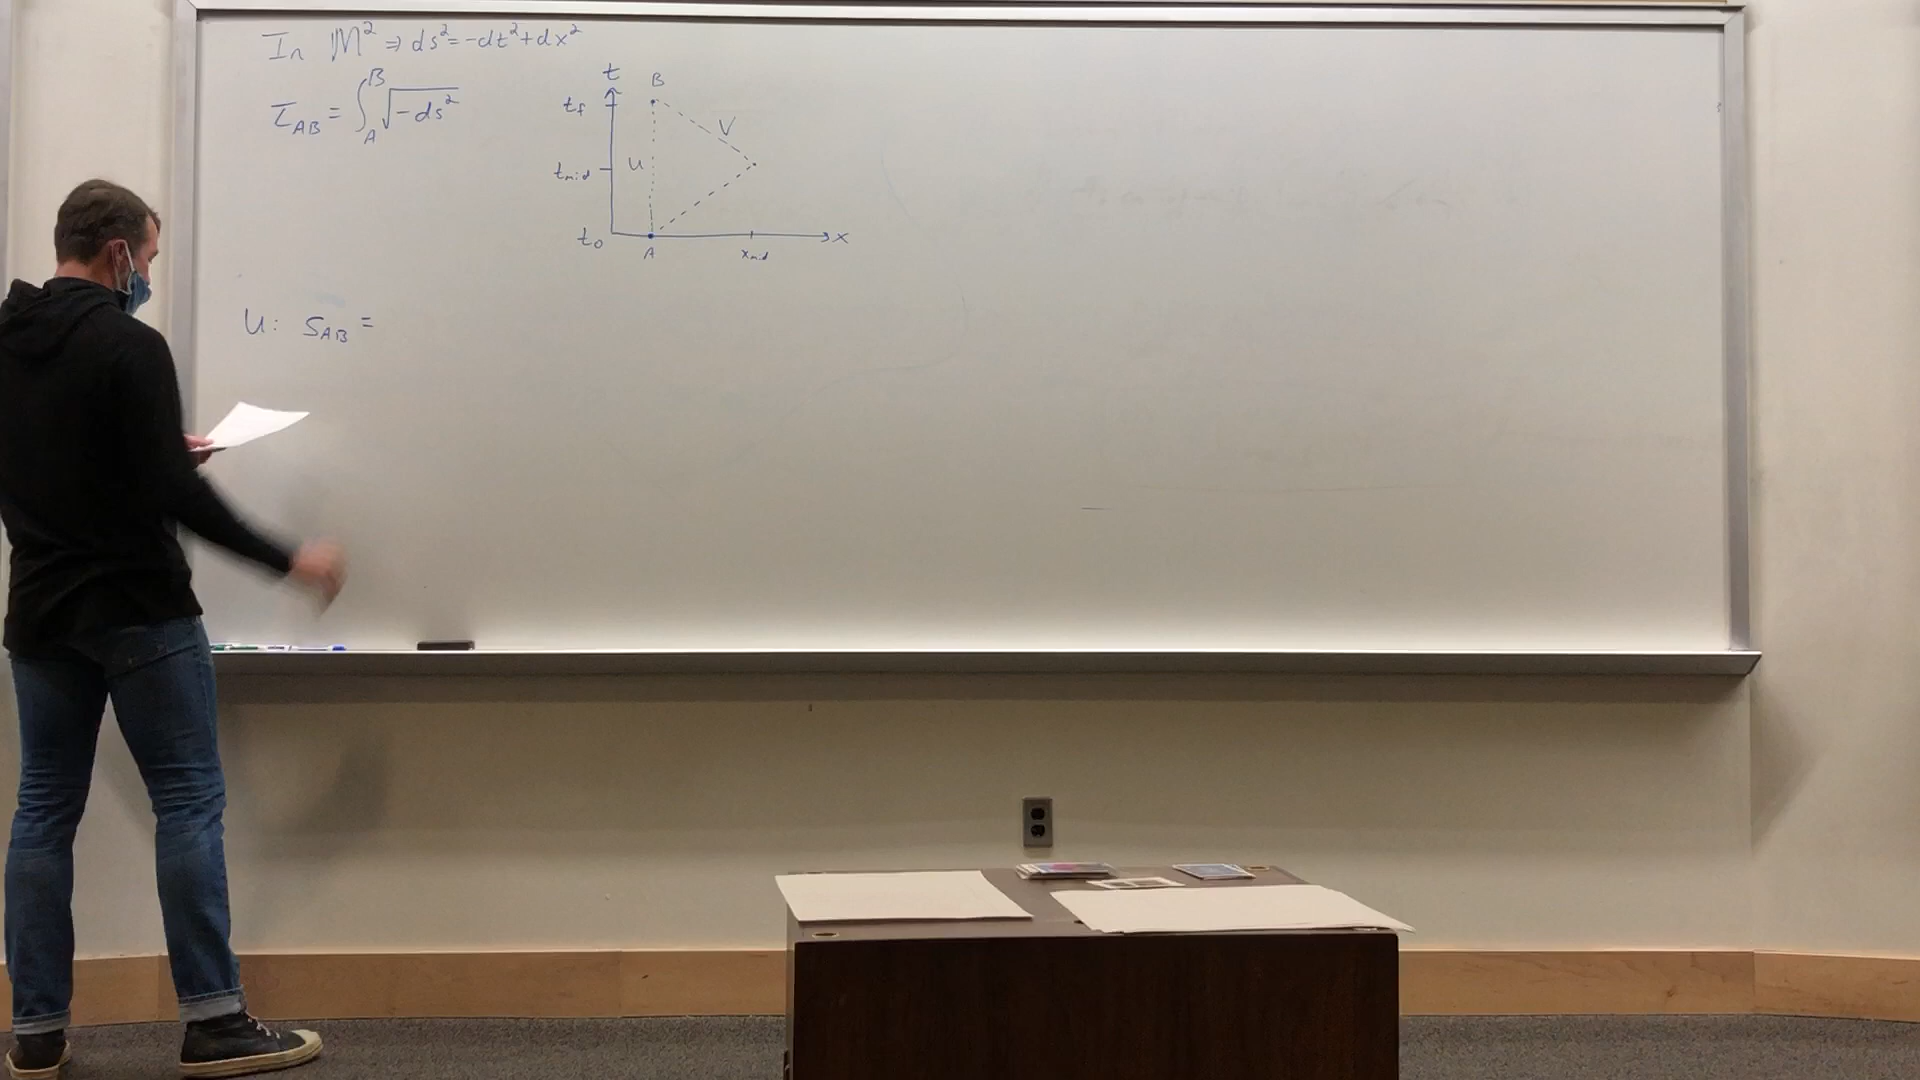 In 𝕄² ⇒ ds² = -dt² + dx²
τ_AB = ∫_A^B √(-ds²)
t
B
t_f
V
U
t_mid
t_0
x
A
x_mid
U: S_AB =